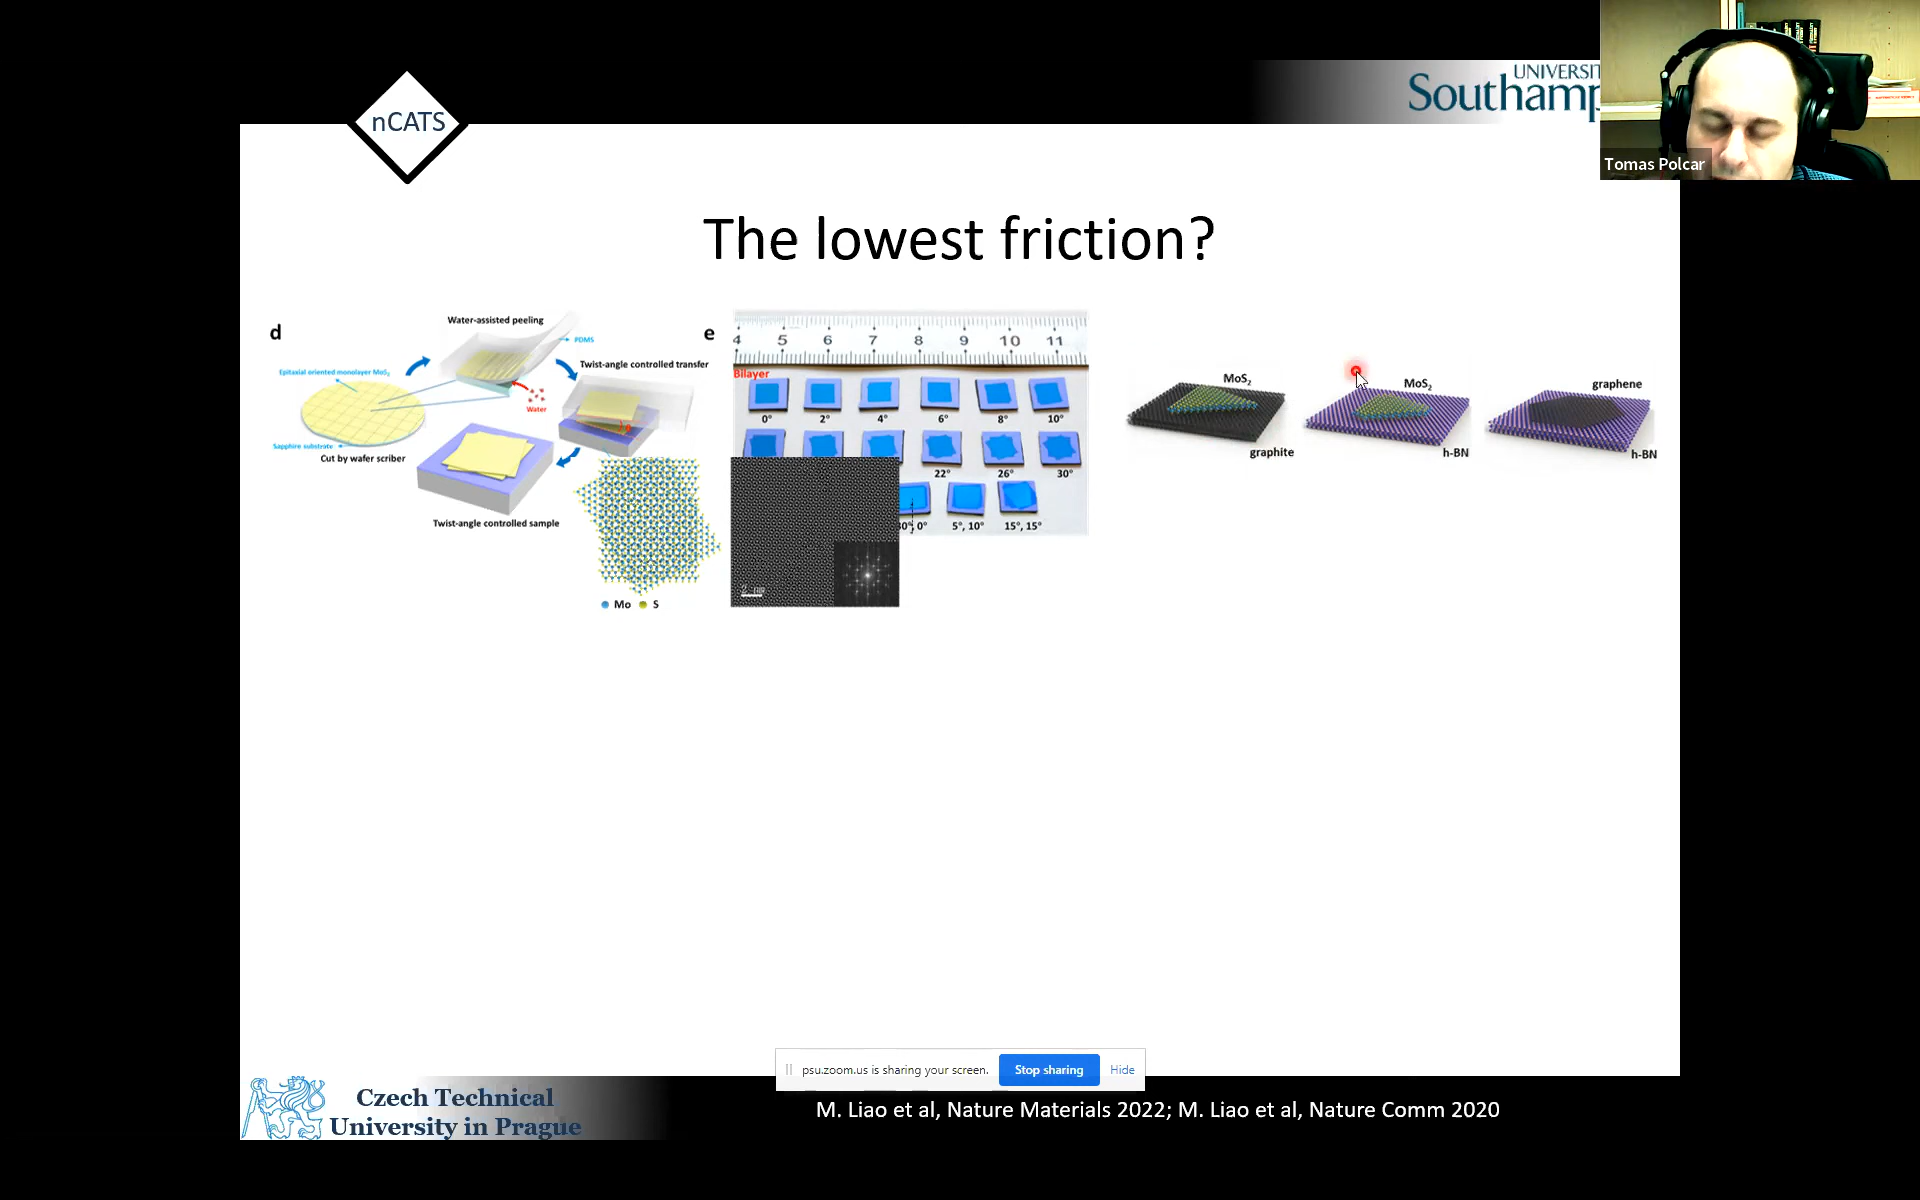 nCATS
UNIVERSIT
Southamp
Tomas Polcar
The lowest friction?
d
Water-assisted peeling
PDMS
Epitaxial oriented monolayer MoS2
Twist-angle controlled transfer
Water
θ
Sapphire substrate
Cut by wafer scriber
Twist-angle controlled sample
Mo S
e
4 5 6 7 8 9 10 11
Bilayer
0° 2° 4° 6° 8° 10°
22° 26° 30°
30°, 0° 5°, 10° 15°, 15°
2 nm
MoS2
graphite
MoS2
h-BN
graphene
h-BN
psu.zoom.us is sharing your screen.
Stop sharing
Hide
Czech Technical
University in Prague
M. Liao et al, Nature Materials 2022; M. Liao et al, Nature Comm 2020